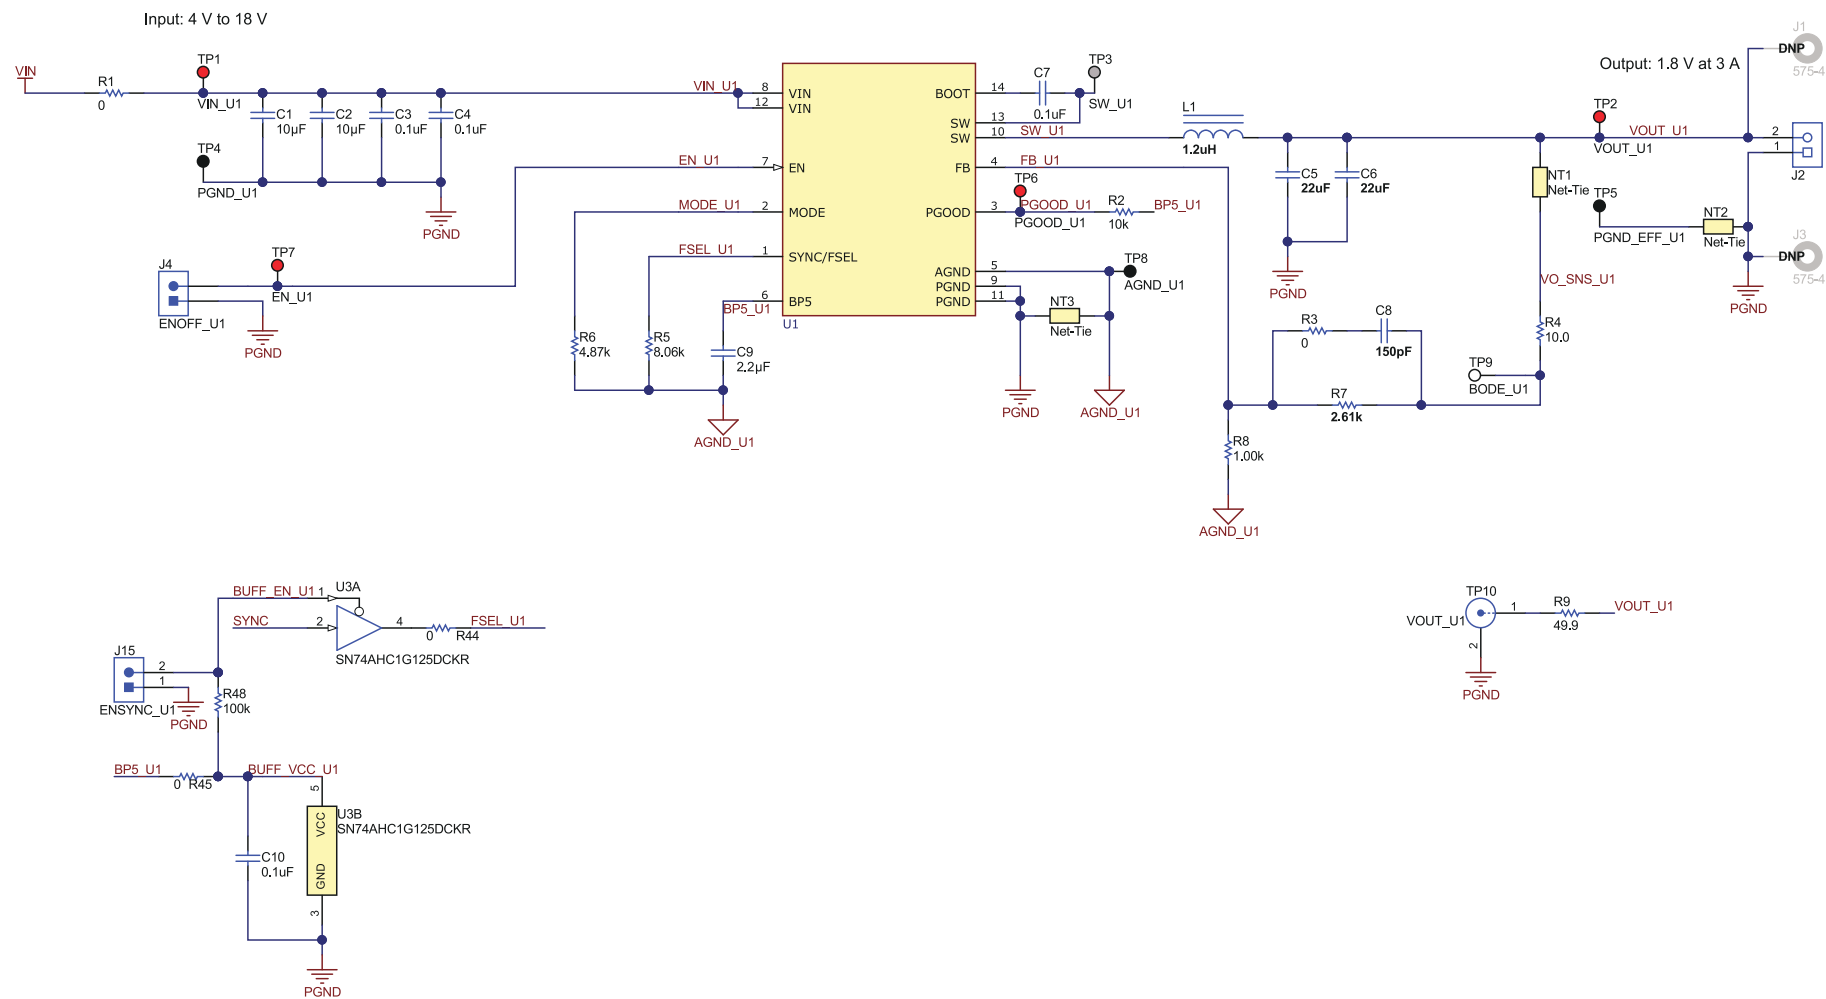 Input: 4 V to 18 V
Output: 1.8 V at 3 A
VIN
R1
0
TP1
VIN_U1
C1
10µF
C2
10µF
C3
0.1uF
C4
0.1uF
TP4
PGND_U1
PGND
J4
ENOFF_U1
TP7
EN_U1
PGND
VIN_U1
8
12
EN_U1
7
MODE_U1
2
FSEL_U1
1
6
BP5_U1
VIN
VIN
EN
MODE
SYNC/FSEL
BP5
U1
BOOT
SW
SW
FB
PGOOD
AGND
PGND
PGND
14
13
10
4
3
5
9
11
R6
4.87k
R5
8.06k
C9
2.2µF
AGND_U1
C7
0.1uF
TP3
SW_U1
SW_U1
FB_U1
TP6
PGOOD_U1
PGOOD_U1
R2
10k
BP5_U1
TP8
AGND_U1
NT3
Net-Tie
PGND
AGND_U1
L1
1.2uH
C5
22uF
C6
22uF
PGND
TP2
VOUT_U1
VOUT_U1
NT1
Net-Tie
TP5
PGND_EFF_U1
NT2
Net-Tie
J1
DNP
575-4
2
1
J2
J3
DNP
575-4
PGND
VO_SNS_U1
R4
10.0
TP9
BODE_U1
R3
0
C8
150pF
R7
2.61k
R8
1.00k
AGND_U1
BUFF_EN_U1
1
U3A
SYNC
2
4
0
R44
FSEL_U1
SN74AHC1G125DCKR
J15
2
1
ENSYNC_U1
PGND
R48
100k
BP5_U1
0
R45
BUFF_VCC_U1
5
VCC
GND
3
U3B
SN74AHC1G125DCKR
C10
0.1uF
PGND
TP10
VOUT_U1
1
2
R9
49.9
VOUT_U1
PGND